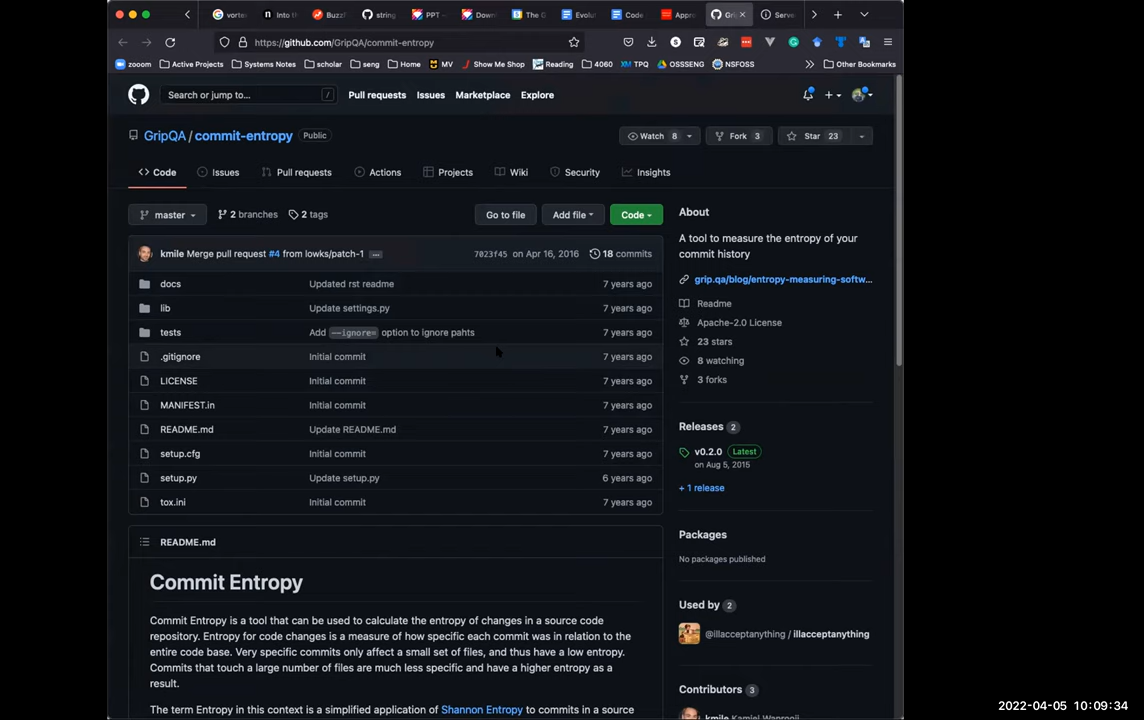 vorte
Into th
Buzzf
string
PPT –
Down
The G
Evolu
Code
Appro
Gri
Serve
https://github.com/GripQA/commit-entropy
zooom
Active Projects
Systems Notes
scholar
seng
Home
MV
Show Me Shop
Reading
4060
TPQ
OSSSENG
NSFOSS
Other Bookmarks
Search or jump to...
/
Pull requests
Issues
Marketplace
Explore
GripQA / commit-entropy
Public
Watch 8
Fork 3
Star 23
Code
Issues
Pull requests
Actions
Projects
Wiki
Security
Insights
master
2 branches
2 tags
Go to file
Add file
Code
kmile Merge pull request #4 from lowks/patch-1 ...
7023f45 on Apr 16, 2016
18 commits
docs Updated rst readme 7 years ago
lib Update settings.py 7 years ago
tests Add --ignore= option to ignore pahts 7 years ago
.gitignore Initial commit 7 years ago
LICENSE Initial commit 7 years ago
MANIFEST.in Initial commit 7 years ago
README.md Update README.md 7 years ago
setup.cfg Initial commit 7 years ago
setup.py Update setup.py 6 years ago
tox.ini Initial commit 7 years ago
README.md
Commit Entropy
Commit Entropy is a tool that can be used to calculate the entropy of changes in a source code
repository. Entropy for code changes is a measure of how specific each commit was in relation to the
entire code base. Very specific commits only affect a small set of files, and thus have a low entropy.
Commits that touch a large number of files are much less specific and have a higher entropy as a
result.
The term Entropy in this context is a simplified application of Shannon Entropy to commits in a source
About
A tool to measure the entropy of your
commit history
grip.qa/blog/entropy-measuring-softw...
Readme
Apache-2.0 License
23 stars
8 watching
3 forks
Releases 2
v0.2.0 Latest
on Aug 5, 2015
+ 1 release
Packages
No packages published
Used by 2
@illacceptanything / illacceptanything
Contributors 3
2022-04-05 10:09:34